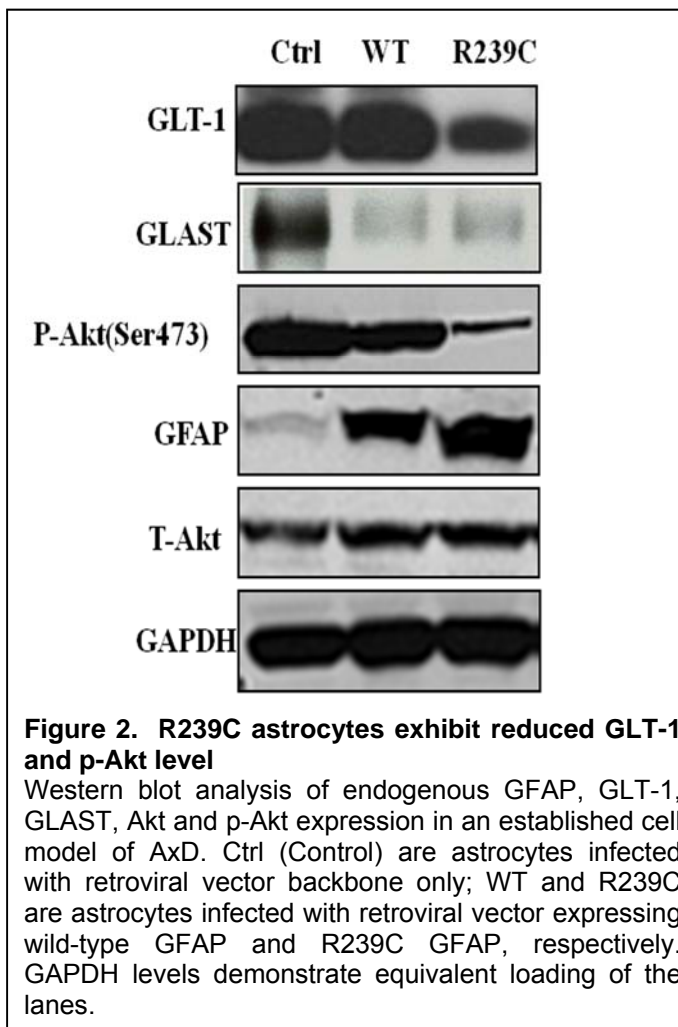 Ctrl WT R239C
GLT-1
GLAST
P-Akt(Ser473)
GFAP
T-Akt
GAPDH
Figure 2. R239C astrocytes exhibit reduced GLT-1
and p-Akt level
Western blot analysis of endogenous GFAP, GLT-1,
GLAST, Akt and p-Akt expression in an established cell
model of AxD. Ctrl (Control) are astrocytes infected
with retroviral vector backbone only; WT and R239C
are astrocytes infected with retroviral vector expressing
wild-type GFAP and R239C GFAP, respectively.
GAPDH levels demonstrate equivalent loading of the
lanes.